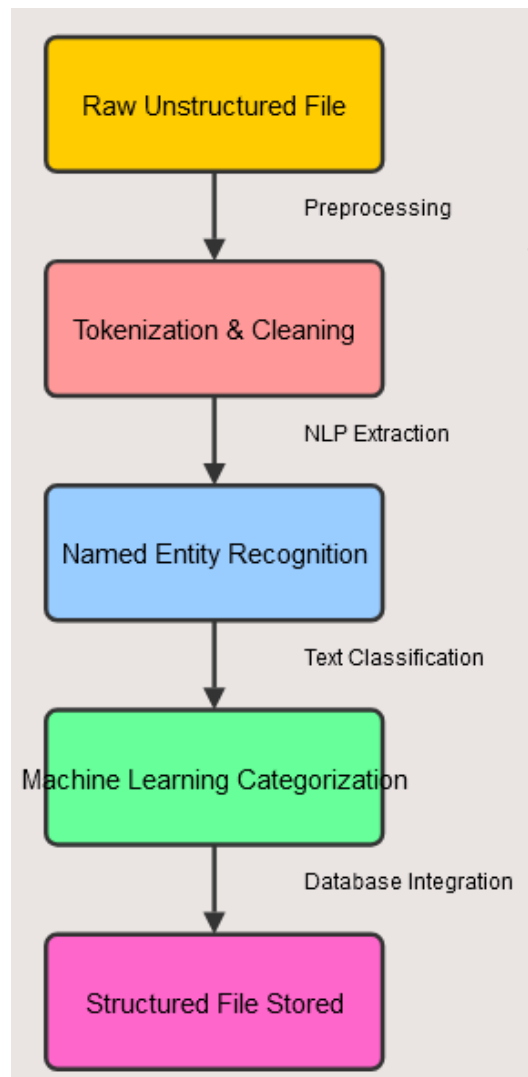 Raw Unstructured File
Preprocessing
Tokenization & Cleaning
NLP Extraction
Named Entity Recognition
Text Classification
Machine Learning Categorization
Database Integration
Structured File Stored